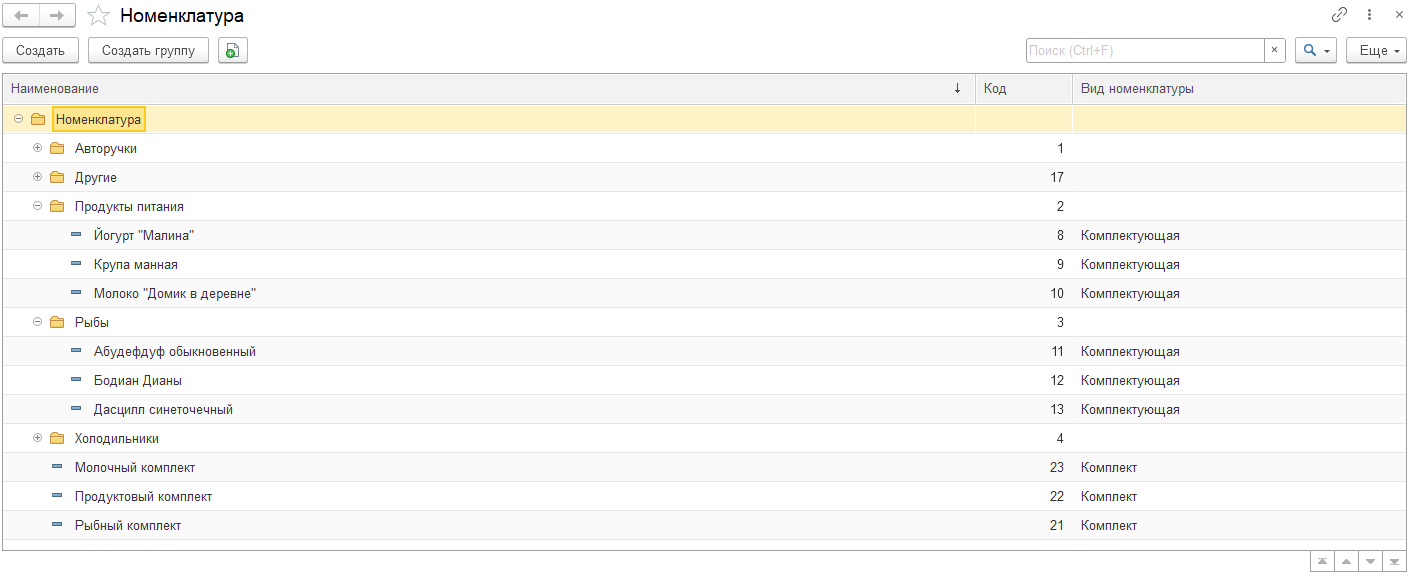 Номенклатура
Создать Создать группу Поиск (Ctrl+F) × Еще
Наименование ↓ Код Вид номенклатуры
Номенклатура
Авторучки 1
Другие 17
Продукты питания 2
Йогурт "Малина" 8 Комплектующая
Крупа манная 9 Комплектующая
Молоко "Домик в деревне" 10 Комплектующая
Рыбы 3
Абудефдуф обыкновенный 11 Комплектующая
Бодиан Дианы 12 Комплектующая
Дасцилл синеточечный 13 Комплектующая
Холодильники 4
Молочный комплект 23 Комплект
Продуктовый комплект 22 Комплект
Рыбный комплект 21 Комплект